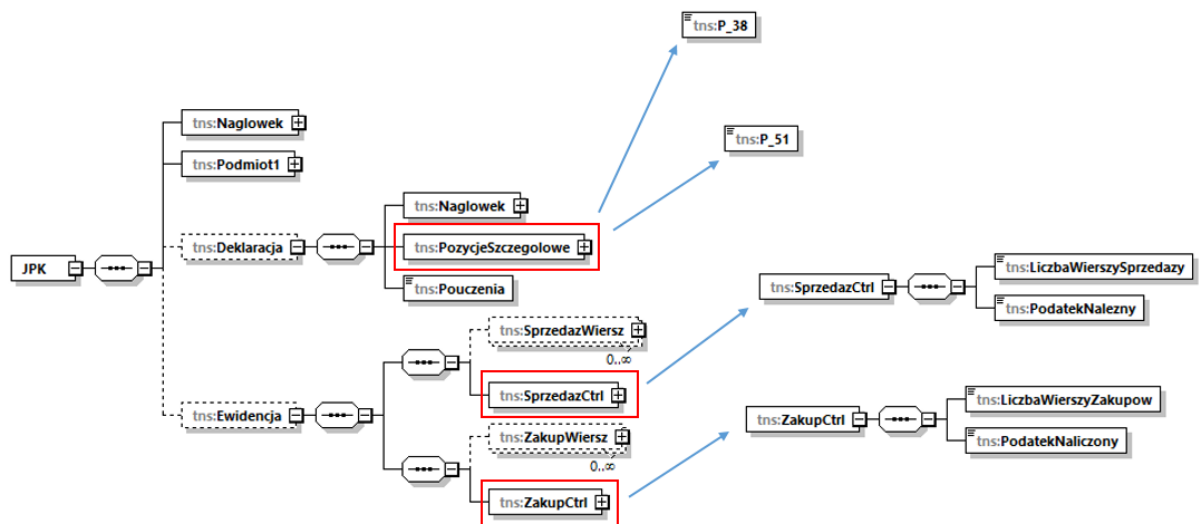 tns:P_38
tns:P_51
tns:Naglowek
tns:Podmiot1
tns:Naglowek
JPK
tns:Deklaracja
tns:PozycjeSzczegolowe
tns:Pouczenia
tns:SprzedazCtrl
tns:LiczbaWierszySprzedazy
tns:PodatekNalezny
tns:SprzedazWiersz
0..∞
tns:SprzedazCtrl
tns:Ewidencja
tns:ZakupWiersz
0..∞
tns:ZakupCtrl
tns:ZakupCtrl
tns:LiczbaWierszyZakupow
tns:PodatekNaliczony